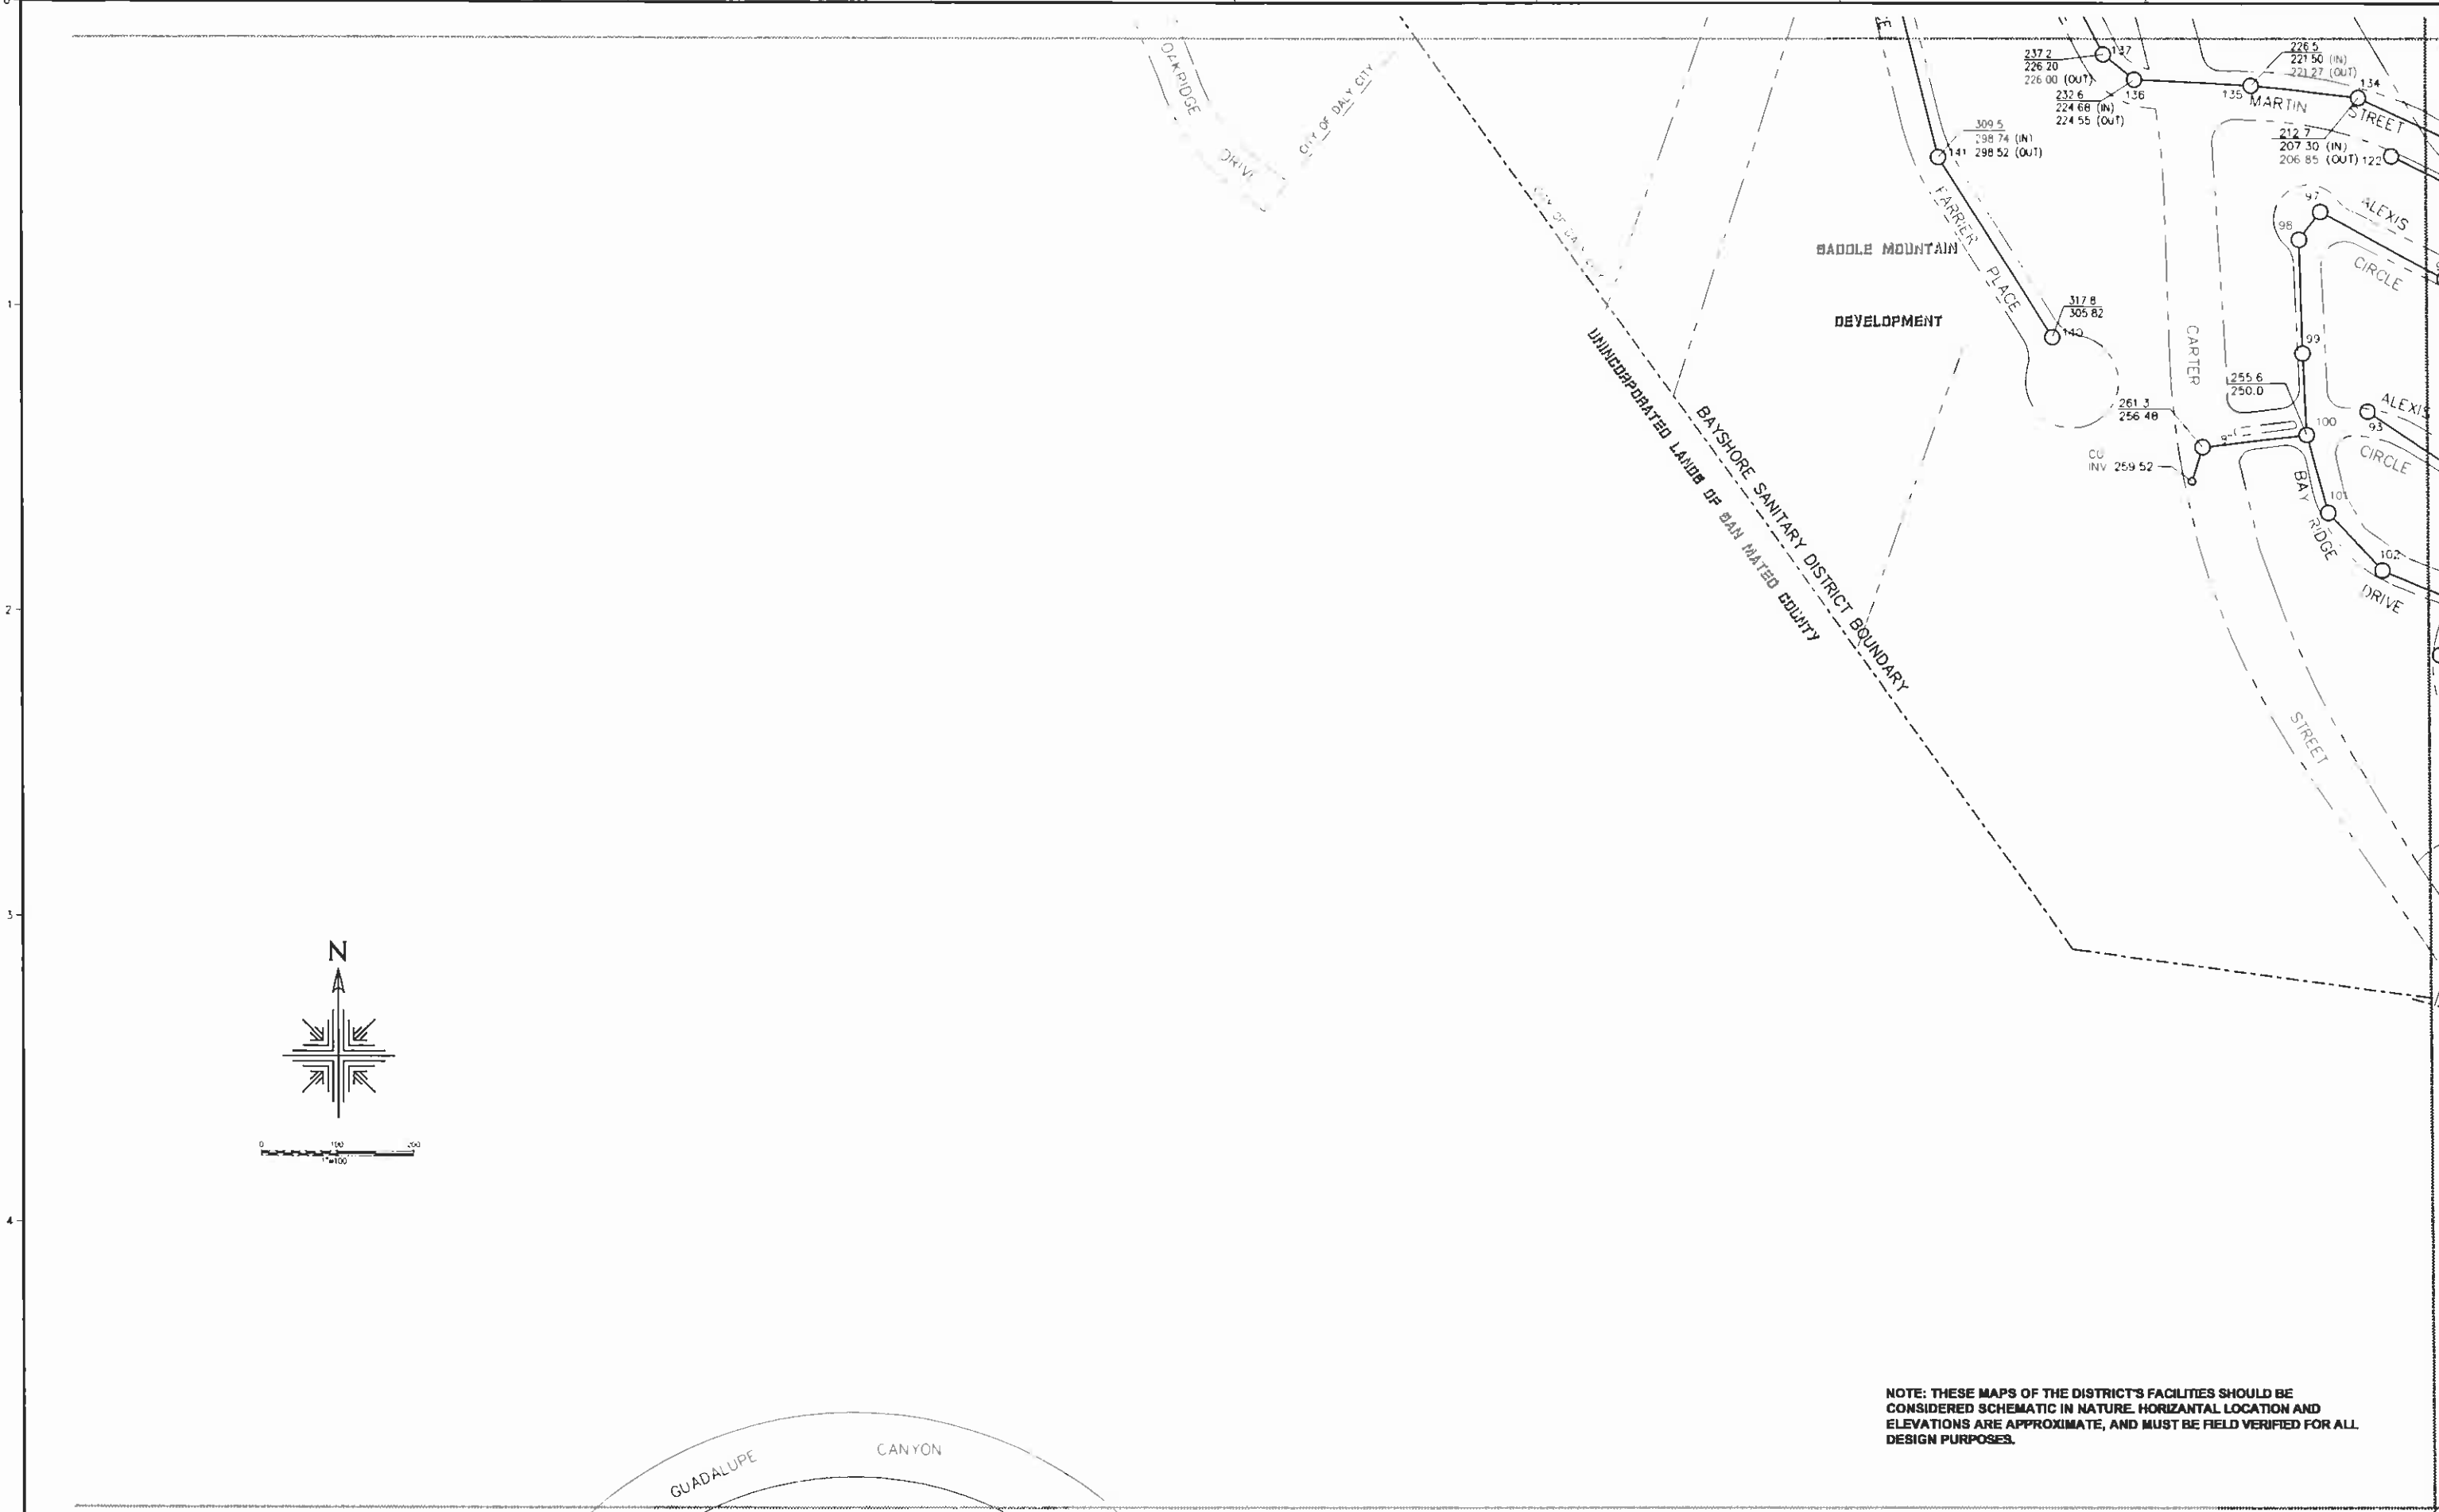 OAKRIDGE
DRIVE
CITY OF DALY CITY
237.2
226.20
226.00 (OUT)
137
232.6
224.68 (IN)
224.55 (OUT)
136
226.5
221.50 (IN)
221.27 (OUT)
135
134
MARTIN
STREET
212.7
207.30 (IN)
206.85 (OUT)
122
309.5
298.74 (IN)
298.52 (OUT)
141
FARRIER
PLACE
SADDLE MOUNTAIN
DEVELOPMENT
317.8
305.82
140
97
98
ALEXIS
CIRCLE
99
CARTER
STREET
255.6
250.0
100
261.3
256.48
8"
CO
INV 259.52
ALEXIS
93
CIRCLE
BAY
RIDGE
DRIVE
101
102
1
2
3
4
CITY OF DALY CITY
UNINCORPORATED LANDS OF SAN MATEO COUNTY
BAYSHORE SANITARY DISTRICT BOUNDARY
N
0 100 200
1"=100
GUADALUPE
CANYON
NOTE: THESE MAPS OF THE DISTRICT'S FACILITIES SHOULD BE
CONSIDERED SCHEMATIC IN NATURE. HORIZANTAL LOCATION AND
ELEVATIONS ARE APPROXIMATE, AND MUST BE FIELD VERIFIED FOR ALL
DESIGN PURPOSES.